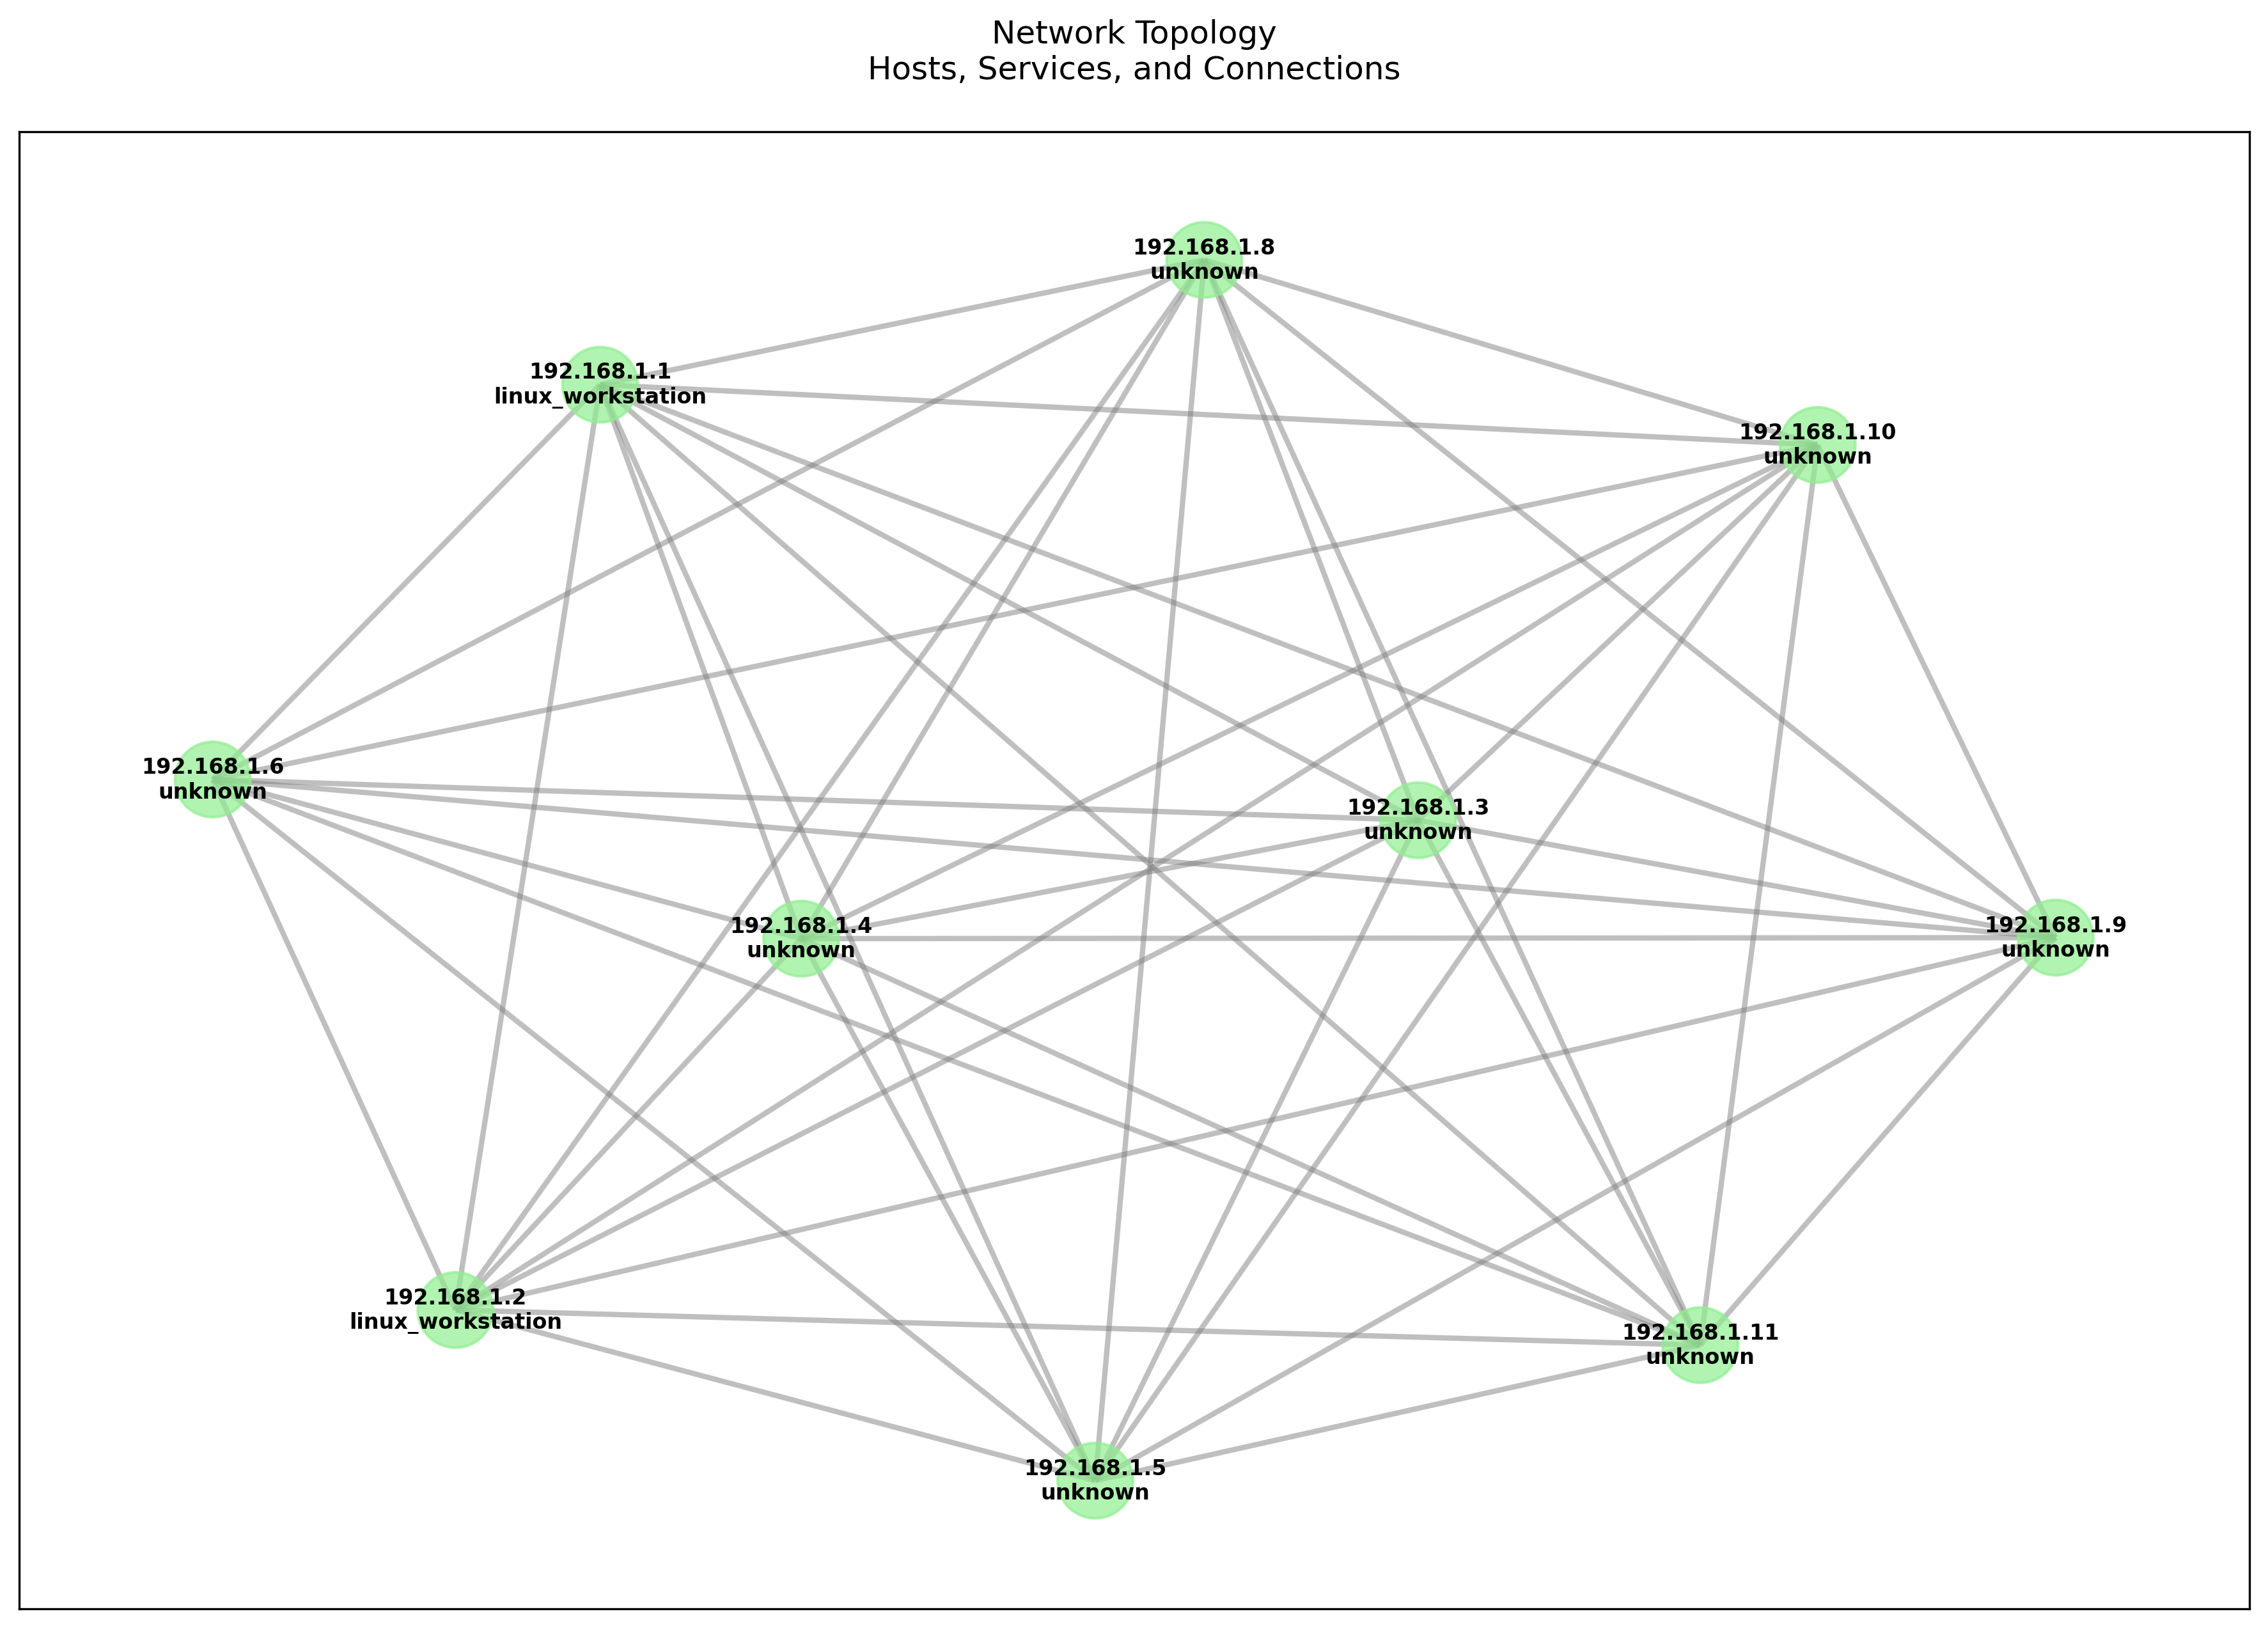 Network Topology
Hosts, Services, and Connections
192.168.1.8
unknown
192.168.1.1
linux_workstation
192.168.1.10
unknown
192.168.1.6
unknown
192.168.1.3
unknown
192.168.1.4
unknown
192.168.1.9
unknown
192.168.1.2
linux_workstation
192.168.1.11
unknown
192.168.1.5
unknown